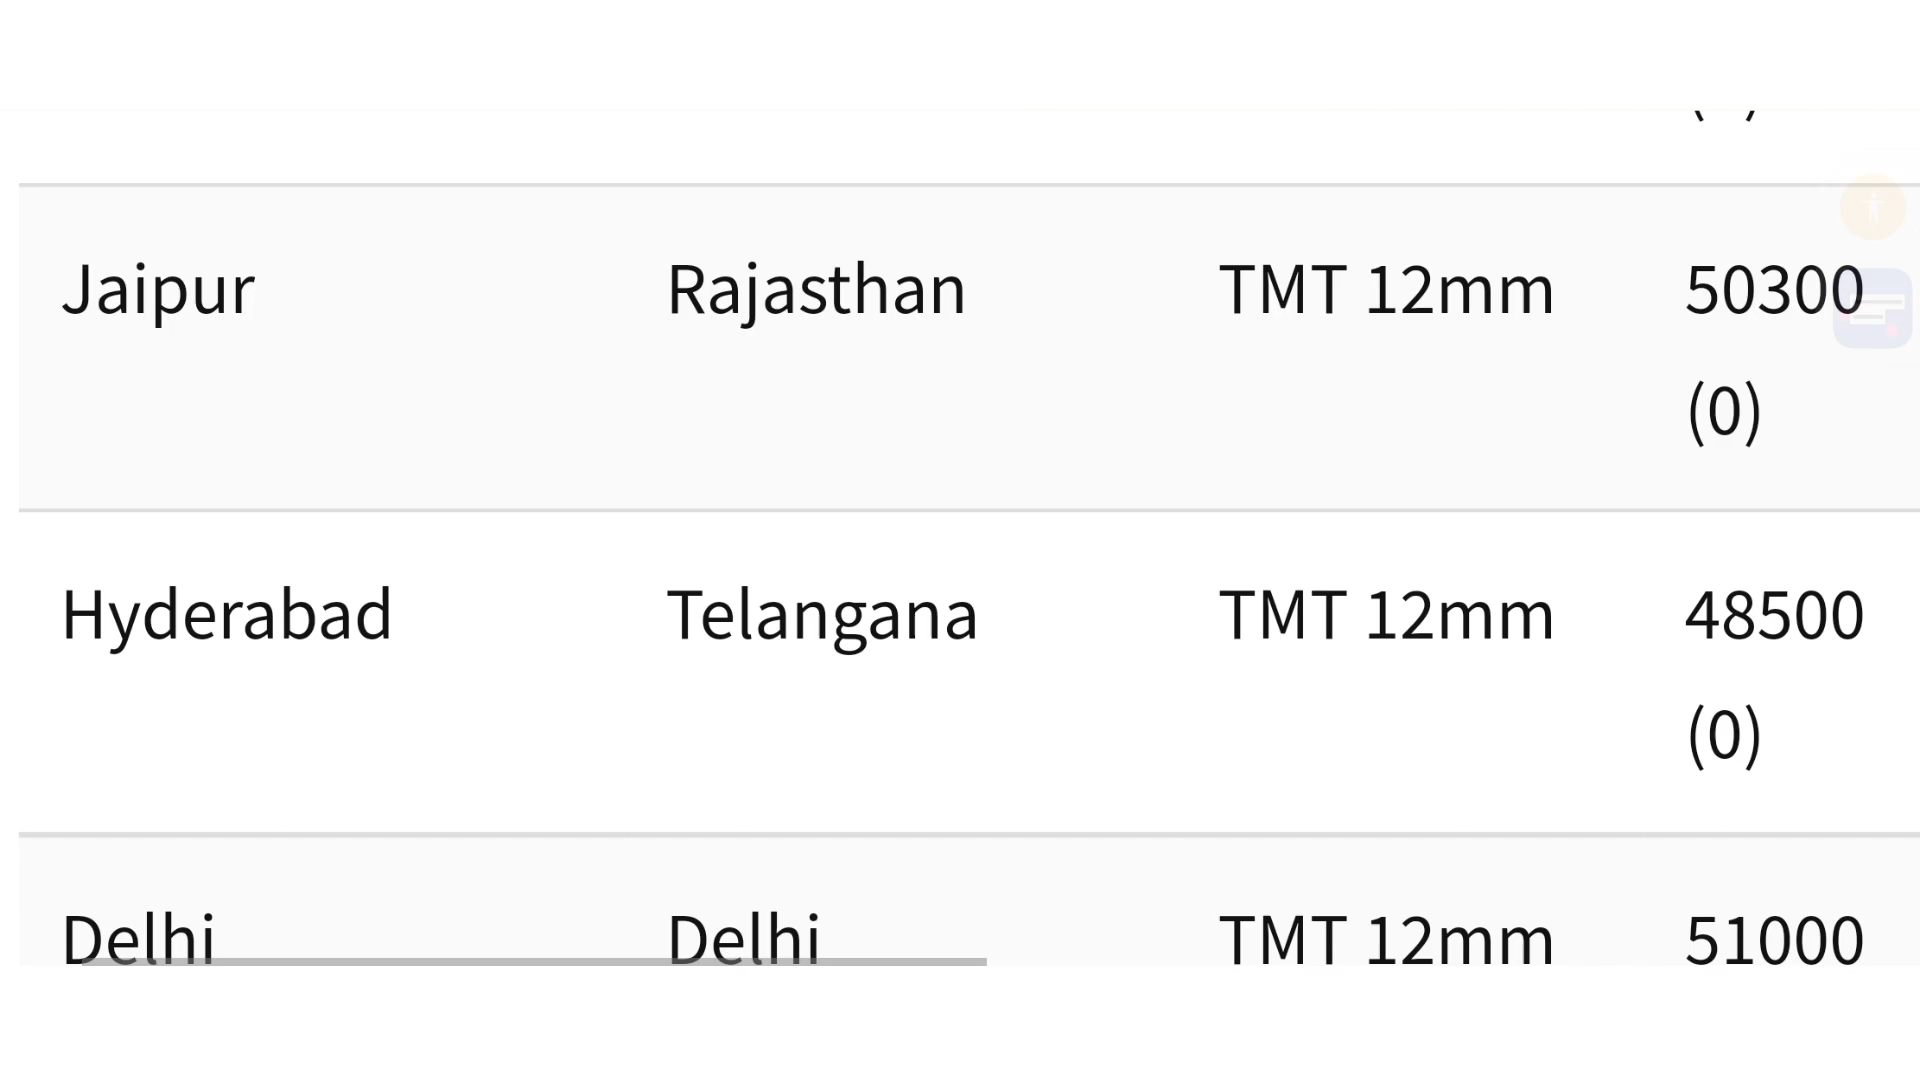 Jaipur Rajasthan TMT 12mm 50300
(0)
Hyderabad Telangana TMT 12mm 48500
(0)
Delhi Delhi TMT 12mm 51000